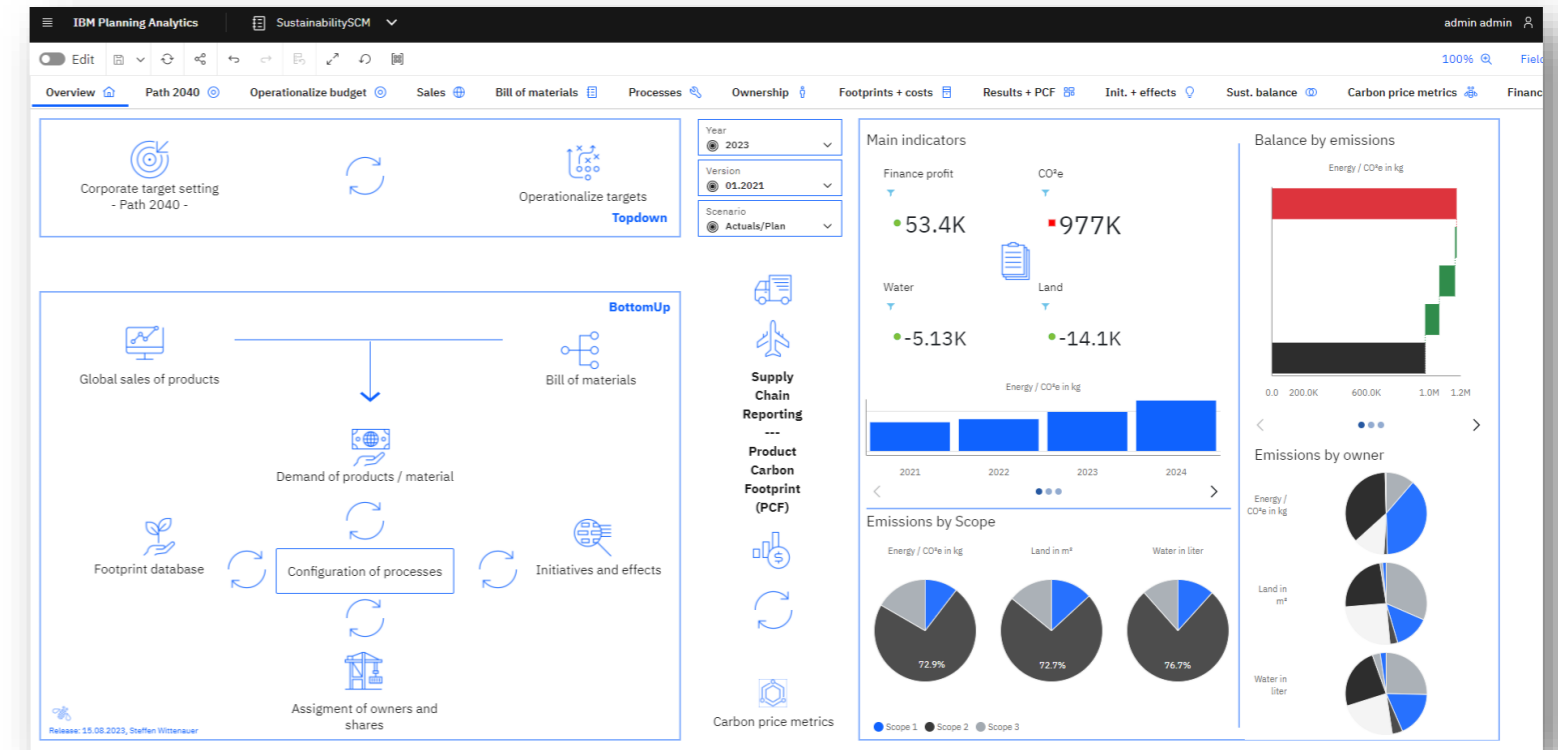 IBM Planning Analytics
SustainabilitySCM
admin admin
Edit
100%
Field
Overview
Path 2040
Operationalize budget
Sales
Bill of materials
Processes
Ownership
Footprints + costs
Results + PCF
Init. + effects
Sust. balance
Carbon price metrics
Financ
Corporate target setting
- Path 2040 -
Operationalize targets
Topdown
Year
2023
Version
01.2021
Scenario
Actuals/Plan
BottomUp
Global sales of products
Bill of materials
Demand of products / material
Footprint database
Configuration of processes
Initiatives and effects
Assigment of owners and
shares
Release: 15.08.2023, Steffen Wittenauer
Supply
Chain
Reporting
---
Product
Carbon
Footprint
(PCF)
Carbon price metrics
Main indicators
Finance profit
CO²e
53.4K
977K
Water
Land
-5.13K
-14.1K
Energy / CO²e in kg
2021
2022
2023
2024
Emissions by Scope
Energy / CO²e in kg
Land in m²
Water in liter
72.9%
72.7%
76.7%
Scope 1
Scope 2
Scope 3
Balance by emissions
Energy / CO²e in kg
0.0
200.0K
600.0K
1.0M
1.2M
Emissions by owner
Energy /
CO²e in kg
Land in
m²
Water in
liter